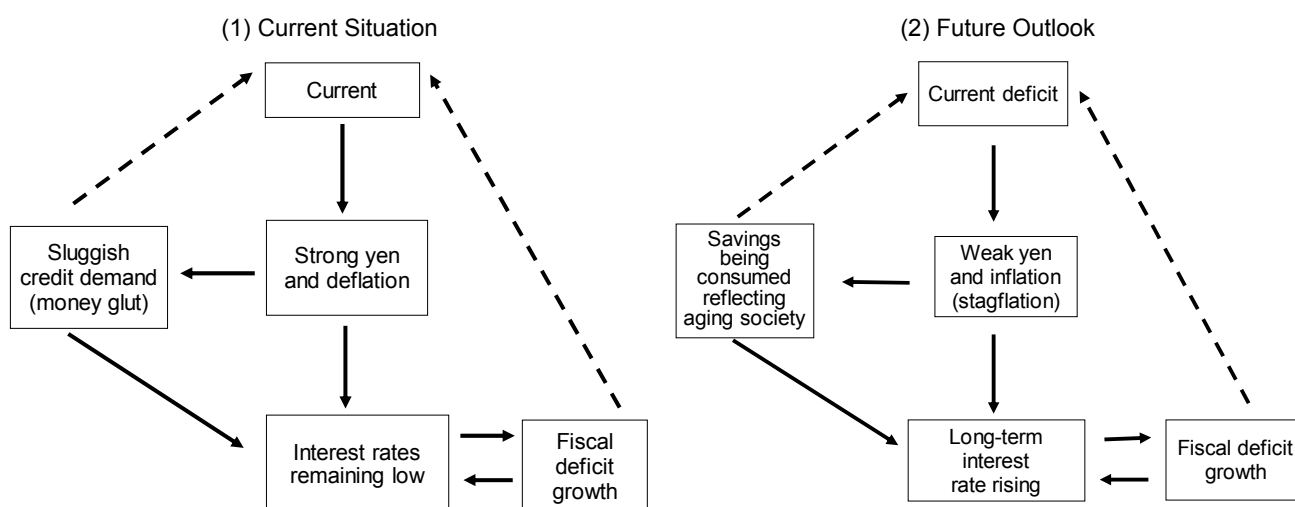 (1) Current Situation
Current
Sluggish
credit demand
(money glut)
Strong yen
and deflation
Interest rates
remaining low
Fiscal
deficit
growth
(2) Future Outlook
Current deficit
Savings
being
consumed
reflecting
aging society
Weak yen
and inflation
(stagflation)
Long-term
interest
rate rising
Fiscal deficit
growth